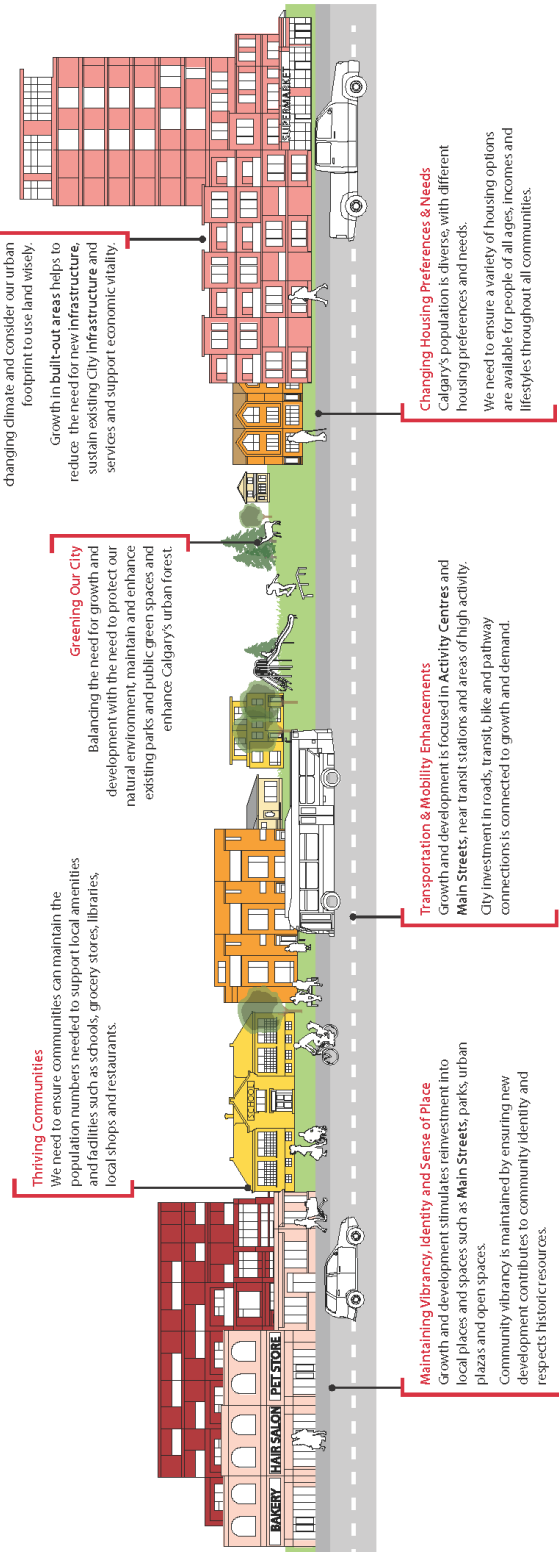 Thriving Communities
We need to ensure communities can maintain the
population numbers needed to support local amenities
and facilities such as schools, grocery stores, libraries,
local shops and restaurants.
Greening Our City
Balancing the need for growth and
development with the need to protect our
natural environment, maintain and enhance
existing parks and public green spaces and
enhance Calgary's urban forest.
changing climate and consider our urban
footprint to use land wisely.
Growth in built-out areas helps to
reduce the need for new infrastructure,
sustain existing City infrastructure and
services and support economic vitality.
BAKERY
HAIR SALON
PET STORE
SCHOOL
SUPERMARKET
Maintaining Vibrancy, Identity and Sense of Place
Growth and development stimulates reinvestment into
local places and spaces such as Main Streets, parks, urban
plazas and open spaces.
Community vibrancy is maintained by ensuring new
development contributes to community identity and
respects historic resources.
Transportation & Mobility Enhancements
Growth and development is focused in Activity Centres and
Main Streets, near transit stations and areas of high activity.
City investment in roads, transit, bike and pathway
connections is connected to growth and demand.
Changing Housing Preferences & Needs
Calgary's population is diverse, with different
housing preferences and needs.
We need to ensure a variety of housing options
are available for people of all ages, incomes and
lifestyles throughout all communities.